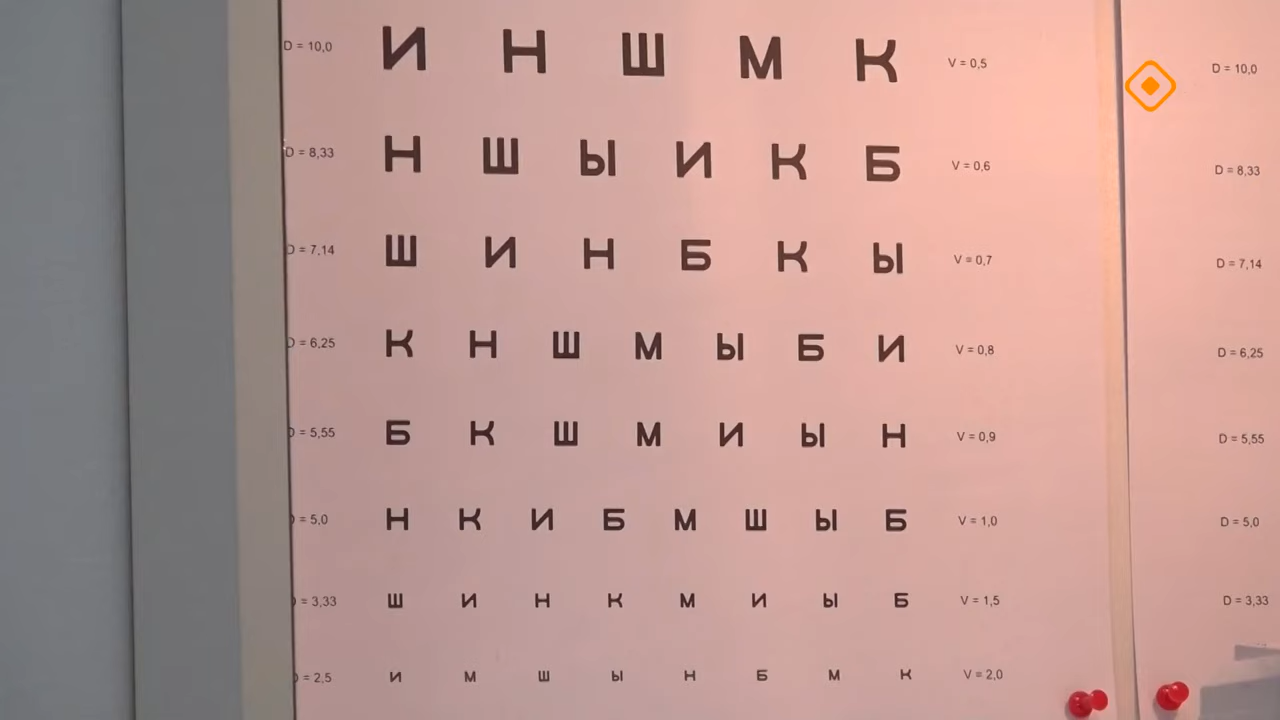 D = 10,0 И Н Ш М К V = 0,5 D = 10,0
D = 8,33 Н Ш Ы И К Б V = 0,6 D = 8,33
D = 7,14 Ш И Н Б К Ы V = 0,7 D = 7,14
D = 6,25 К Н Ш М Ы Б И V = 0,8 D = 6,25
D = 5,55 Б К Ш М И Ы Н V = 0,9 D = 5,55
D = 5,0 Н К И Б М Ш Ы Б V = 1,0 D = 5,0
D = 3,33 Ш И Н К М И Ы Б V = 1,5 D = 3,33
D = 2,5 И М Ш Ы Н Б М К V = 2,0